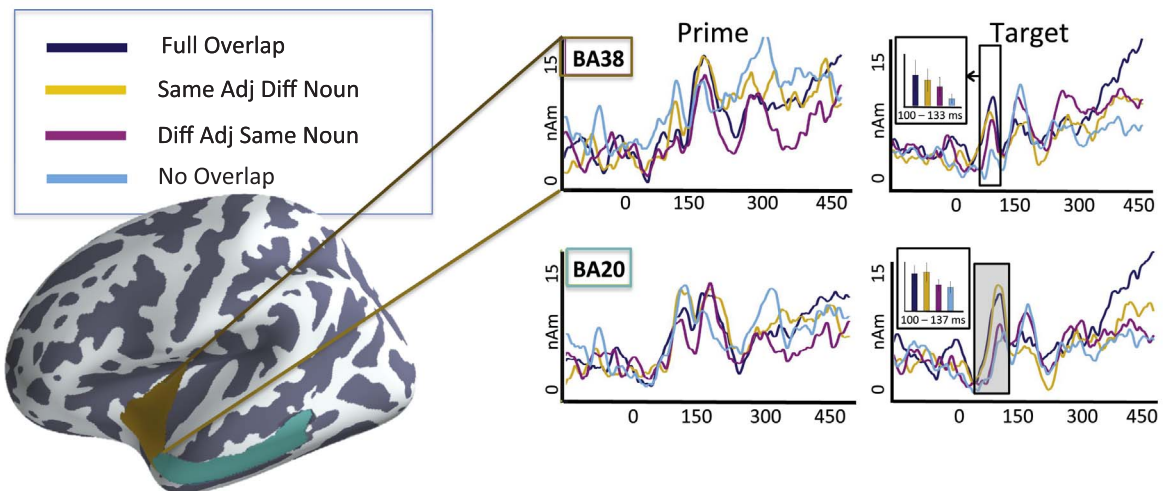 Full Overlap
Same Adj Diff Noun
Diff Adj Same Noun
No Overlap
Prime
Target
BA38
15
nAm
0
0 150 300 450
15
nAm
0
100 – 133 ms
0 150 300 450
BA20
15
nAm
0
0 150 300 450
15
nAm
0
100 – 137 ms
0 150 300 450